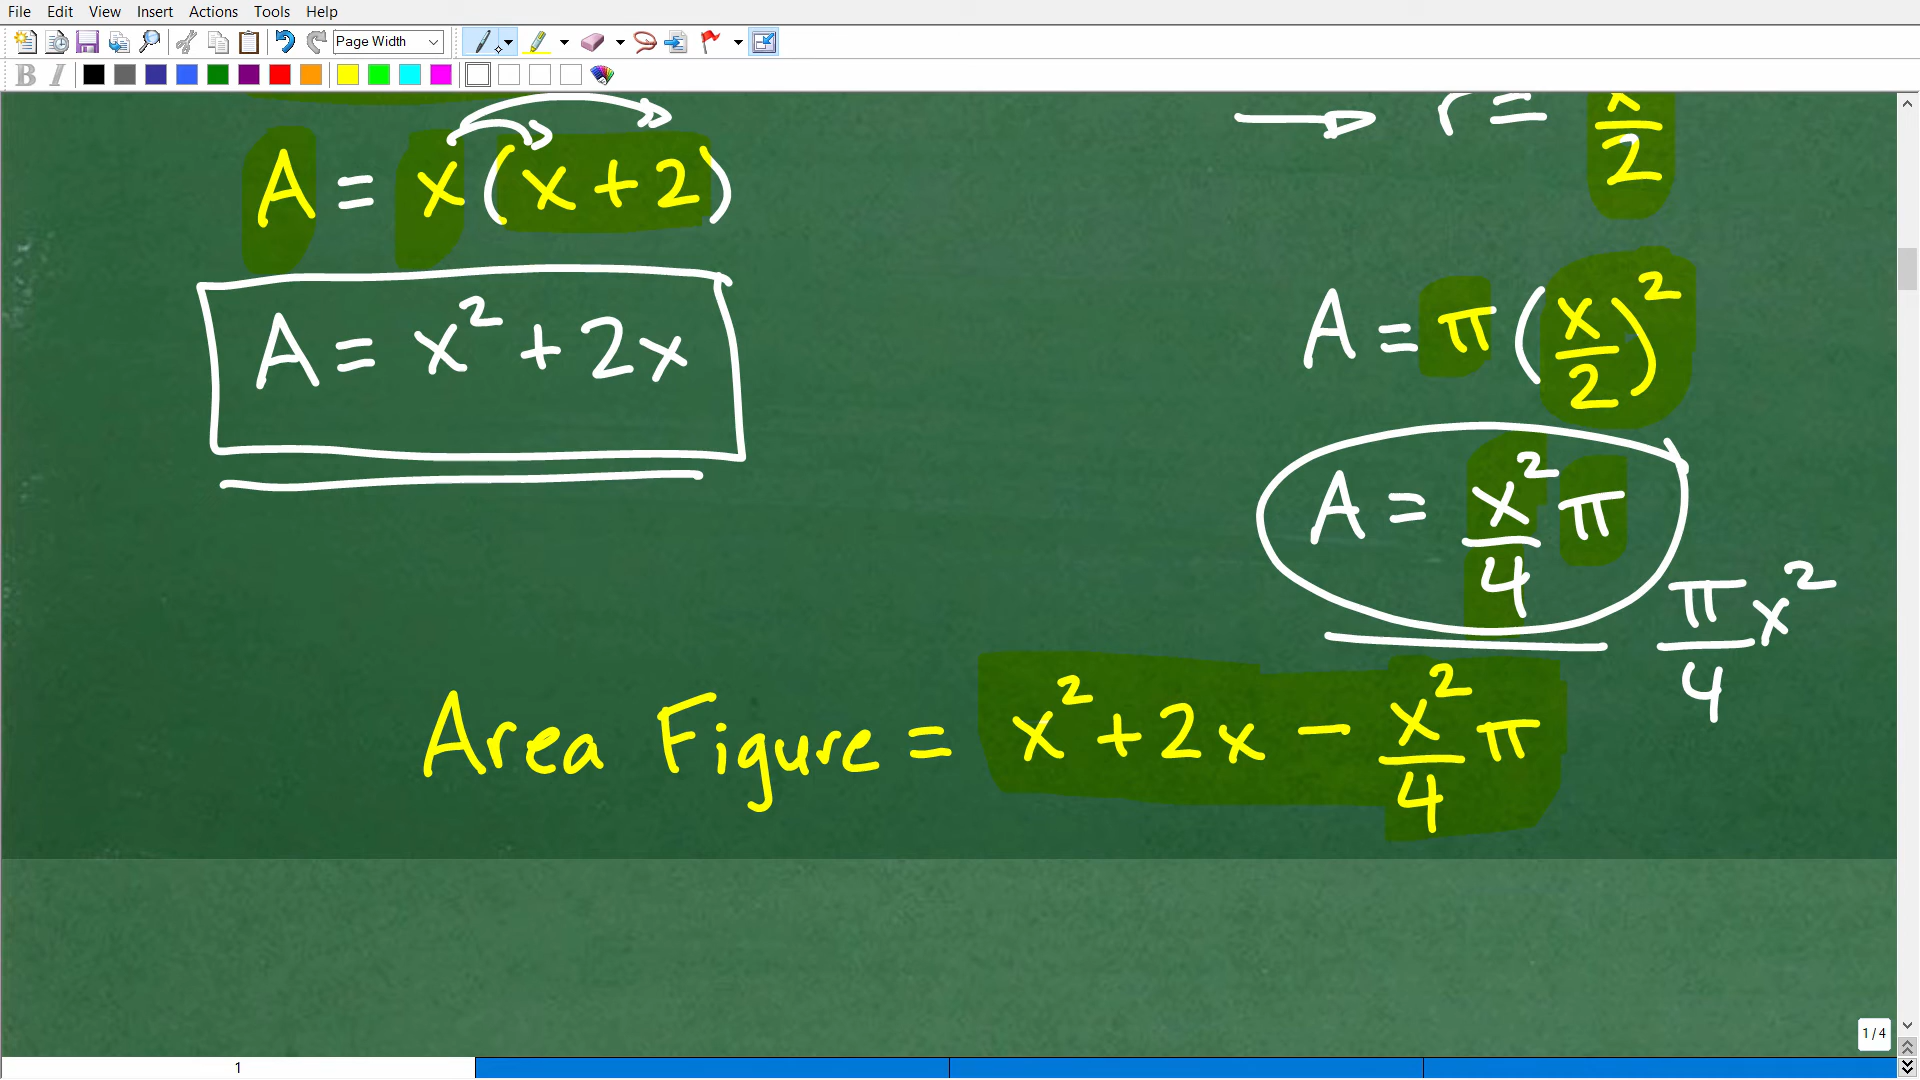 File Edit View Insert Actions Tools Help
Page Width
B I
A = x(x+2)
A = x² + 2x
r = x/2
A = π(x/2)²
A = x²/4 π
π/4 x²
Area Figure = x² + 2x − x²/4 π
1 / 4
1